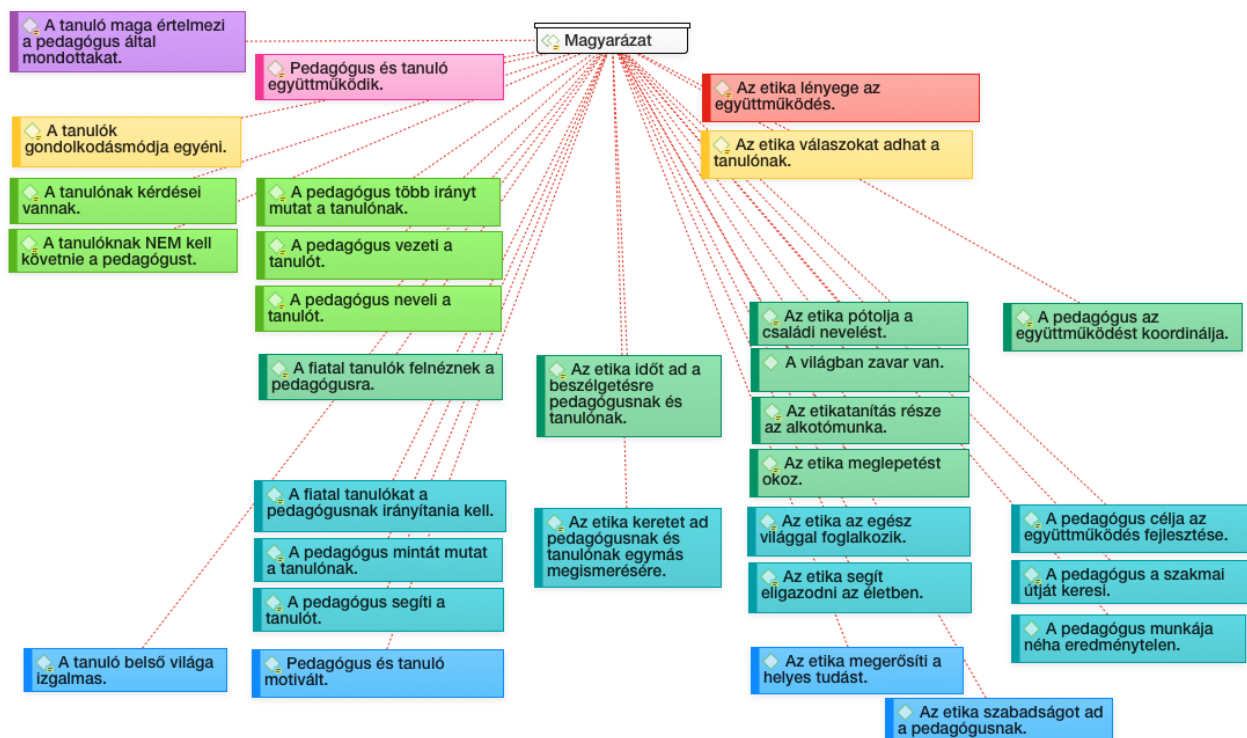 Magyarázat
A tanuló maga értelmezi
a pedagógus által
mondottakat.
Pedagógus és tanuló
együttműködik.
Az etika lényege az
együttműködés.
A tanulók
gondolkodásmódja egyéni.
Az etika válaszokat adhat a
tanulónak.
A tanulónak kérdései
vannak.
A pedagógus több irányt
mutat a tanulónak.
A tanulóknak NEM kell
követnie a pedagógust.
A pedagógus vezeti a
tanulót.
A pedagógus neveli a
tanulót.
Az etika pótolja a
családi nevelést.
A pedagógus az
együttműködést koordinálja.
A világban zavar van.
A fiatal tanulók felnéznek a
pedagógusra.
Az etika időt ad a
beszélgetésre
pedagógusnak és
tanulónak.
Az etikatanítás része
az alkotómunka.
Az etika meglepetést
okoz.
A fiatal tanulókat a
pedagógusnak irányítania kell.
Az etika keretet ad
pedagógusnak és
tanulónak egymás
megismerésére.
Az etika az egész
világgal foglalkozik.
A pedagógus célja az
együttműködés fejlesztése.
A pedagógus mintát mutat
a tanulónak.
Az etika segít
eligazodni az életben.
A pedagógus a szakmai
útját keresi.
A pedagógus segíti a
tanulót.
A pedagógus munkája
néha eredménytelen.
A tanuló belső világa
izgalmas.
Pedagógus és tanuló
motivált.
Az etika megerősíti a
helyes tudást.
Az etika szabadságot ad
a pedagógusnak.